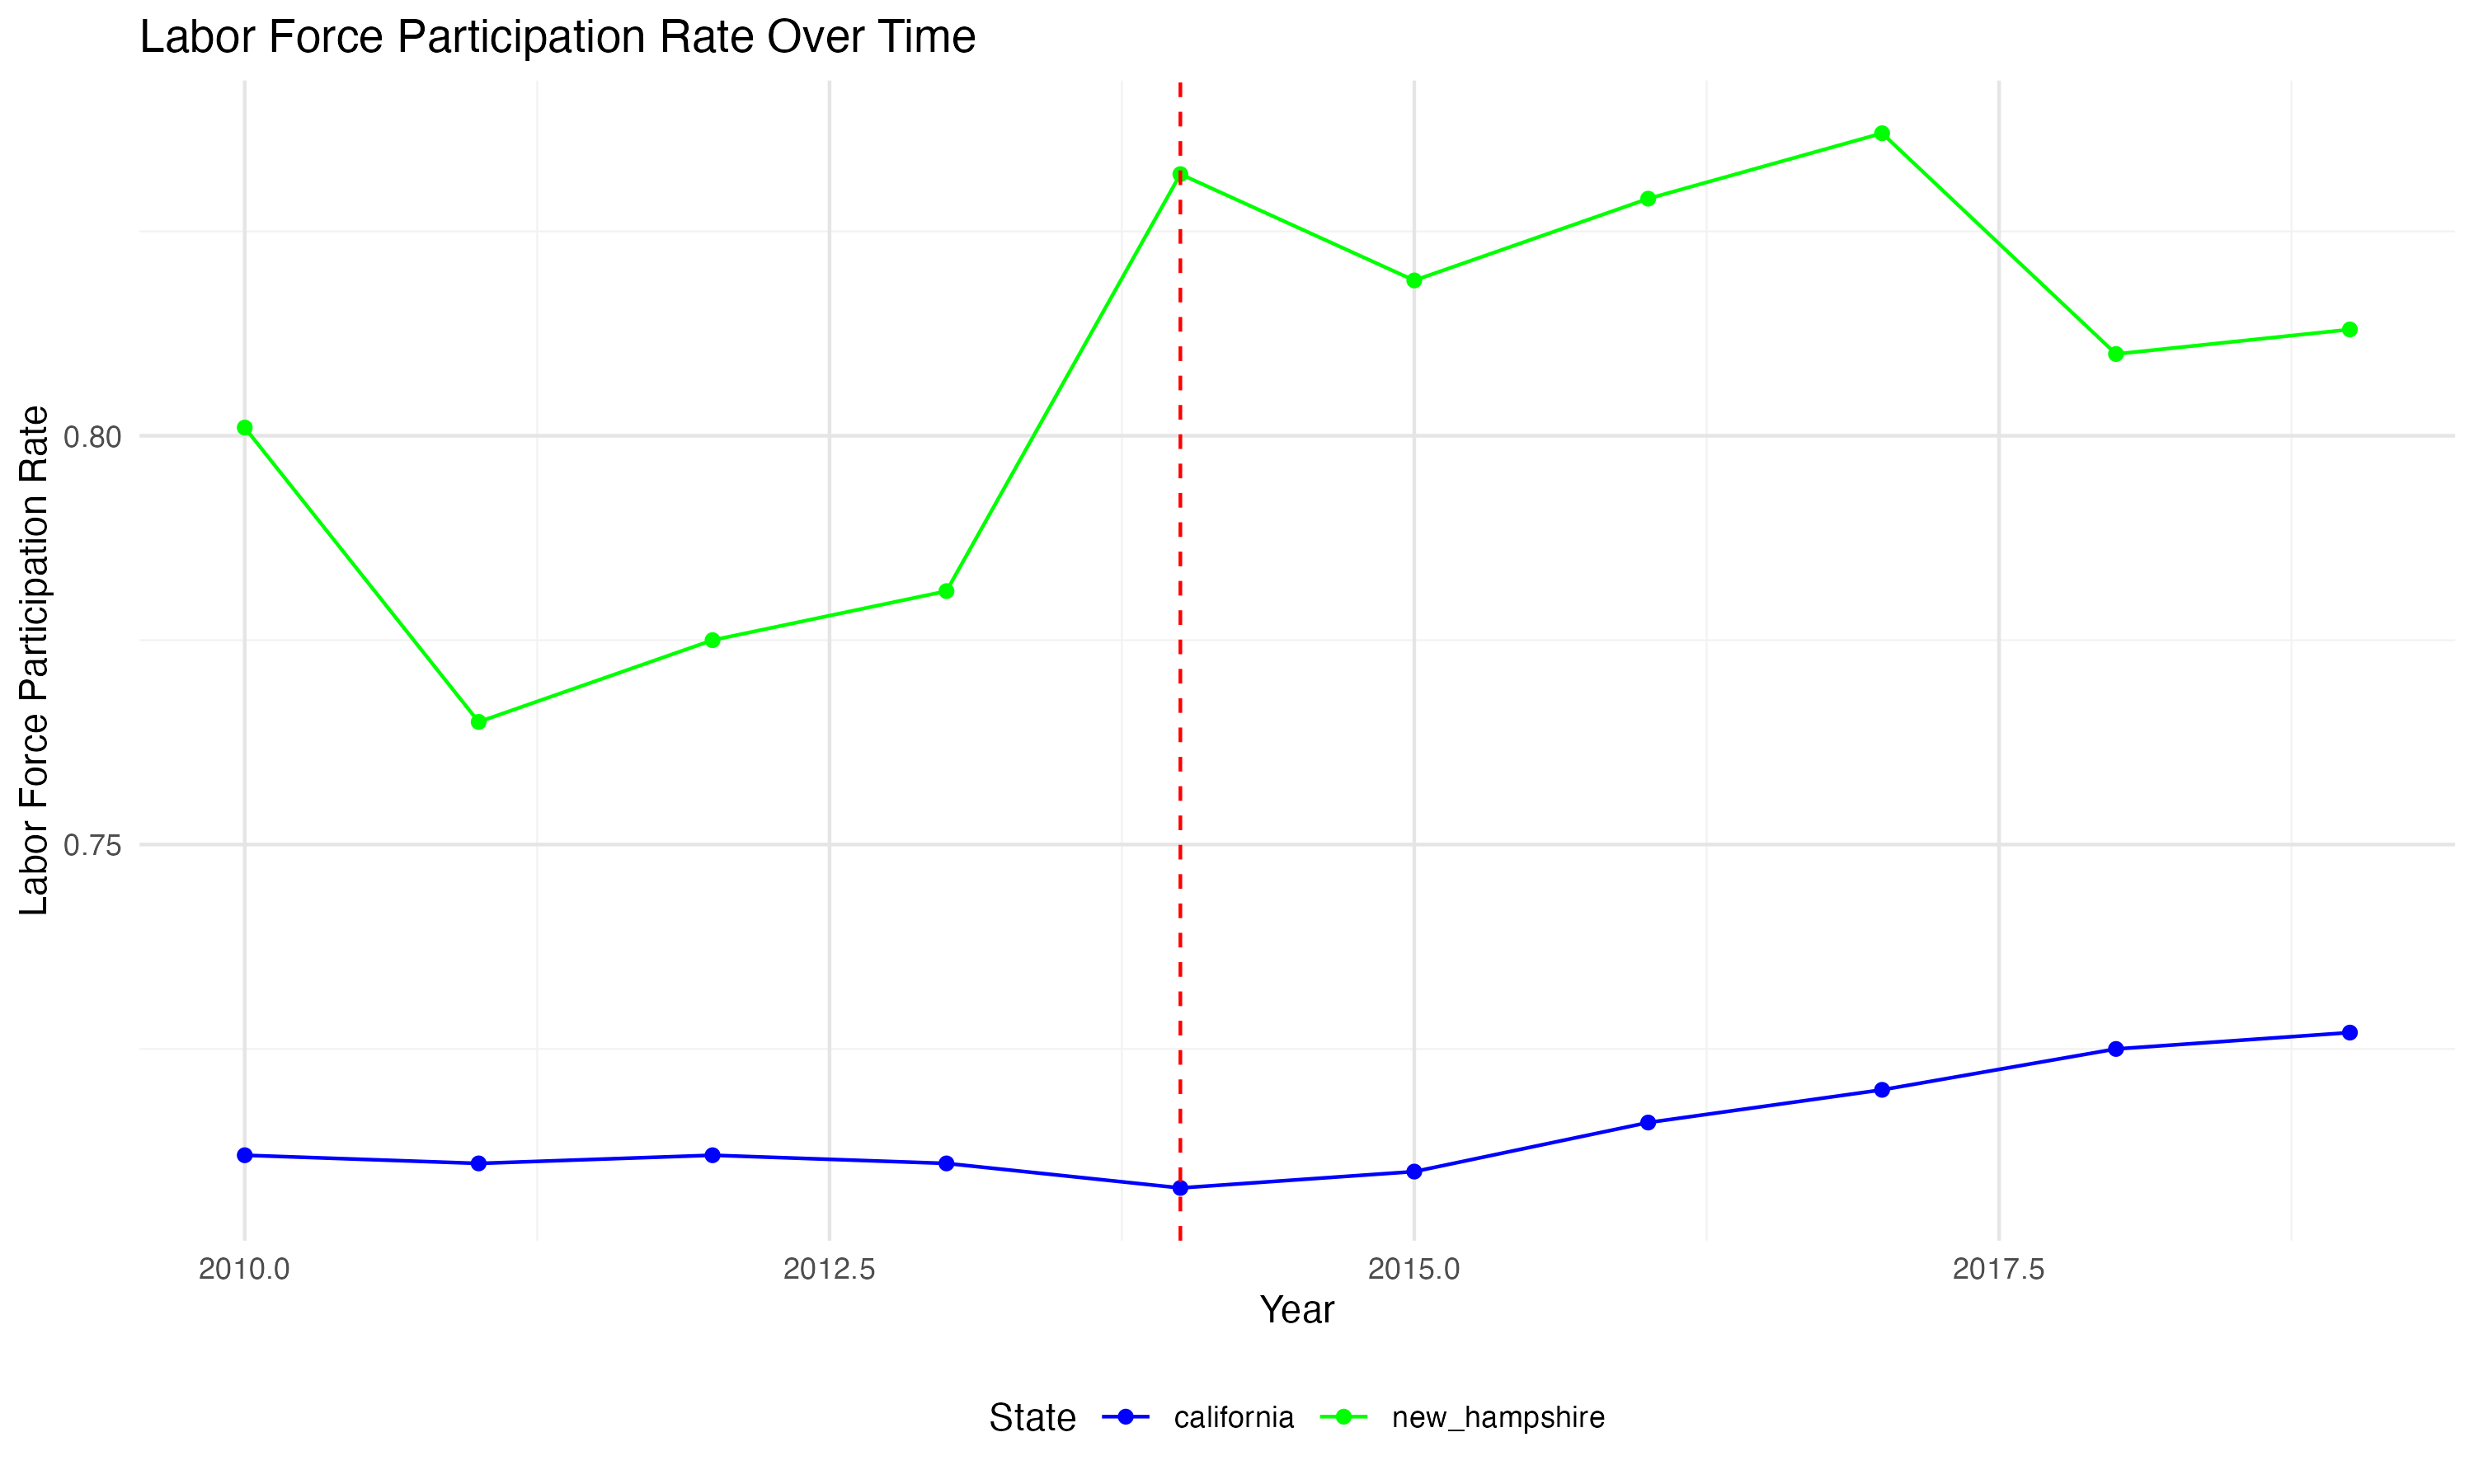 Labor Force Participation Rate Over Time
Labor Force Participation Rate
0.80
0.75
2010.0 2012.5 2015.0 2017.5
Year
State california new_hampshire